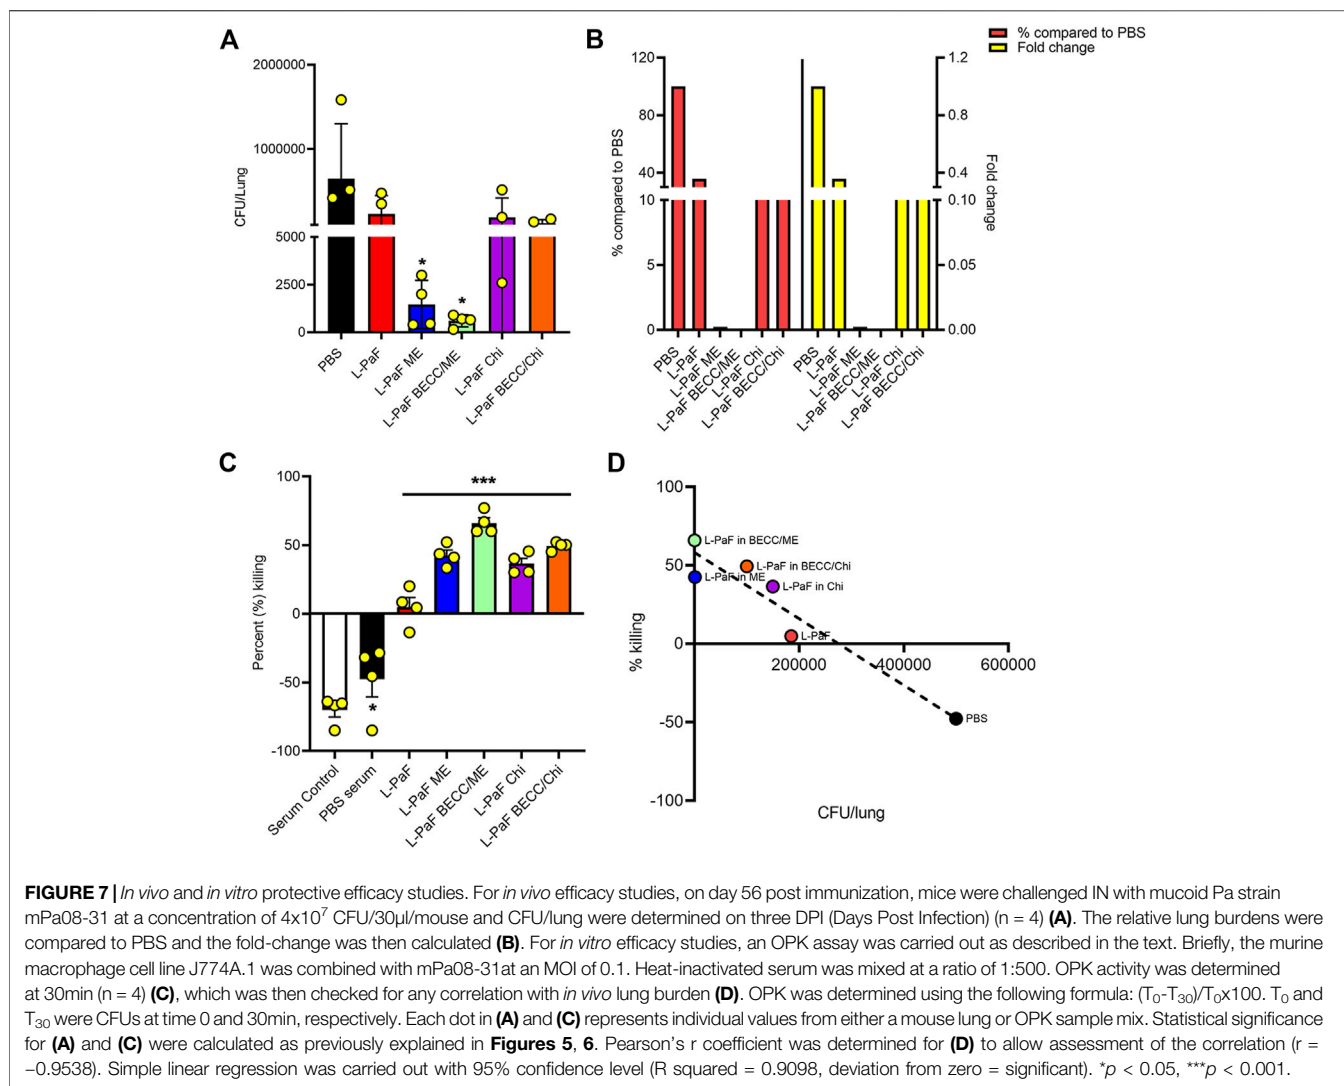 A
2000000
1000000
5000
2500
0
CFU/Lung
*
*
PBS
L-PaF
L-PaF ME
L-PaF BECC/ME
L-PaF Chi
L-PaF BECC/Chi
B
% compared to PBS
Fold change
120
80
40
10
5
0
% compared to PBS
1.2
0.8
0.4
0.10
0.05
0.00
Fold change
PBS
L-PaF
L-PaF ME
L-PaF BECC/ME
L-PaF Chi
L-PaF BECC/Chi
PBS
L-PaF
L-PaF ME
L-PaF BECC/ME
L-PaF Chi
L-PaF BECC/Chi
C
100
50
0
-50
-100
Percent (%) killing
***
*
Serum Control
PBS serum
L-PaF
L-PaF ME
L-PaF BECC/ME
L-PaF Chi
L-PaF BECC/Chi
D
100
50
0
-50
-100
% killing
L-PaF in BECC/ME
L-PaF in BECC/Chi
L-PaF in ME
L-PaF in Chi
L-PaF
PBS
200000
400000
600000
CFU/lung
FIGURE 7 | In vivo and in vitro protective efficacy studies. For in vivo efficacy studies, on day 56 post immunization, mice were challenged IN with mucoid Pa strain
mPa08-31 at a concentration of 4x10⁷ CFU/30µl/mouse and CFU/lung were determined on three DPI (Days Post Infection) (n = 4) (A). The relative lung burdens were
compared to PBS and the fold-change was then calculated (B). For in vitro efficacy studies, an OPK assay was carried out as described in the text. Briefly, the murine
macrophage cell line J774A.1 was combined with mPa08-31at an MOI of 0.1. Heat-inactivated serum was mixed at a ratio of 1:500. OPK activity was determined
at 30min (n = 4) (C), which was then checked for any correlation with in vivo lung burden (D). OPK was determined using the following formula: (T₀-T₃₀)/T₀x100. T₀ and
T₃₀ were CFUs at time 0 and 30min, respectively. Each dot in (A) and (C) represents individual values from either a mouse lung or OPK sample mix. Statistical significance
for (A) and (C) were calculated as previously explained in Figures 5, 6. Pearson's r coefficient was determined for (D) to allow assessment of the correlation (r =
−0.9538). Simple linear regression was carried out with 95% confidence level (R squared = 0.9098, deviation from zero = significant). *p < 0.05, ***p < 0.001.